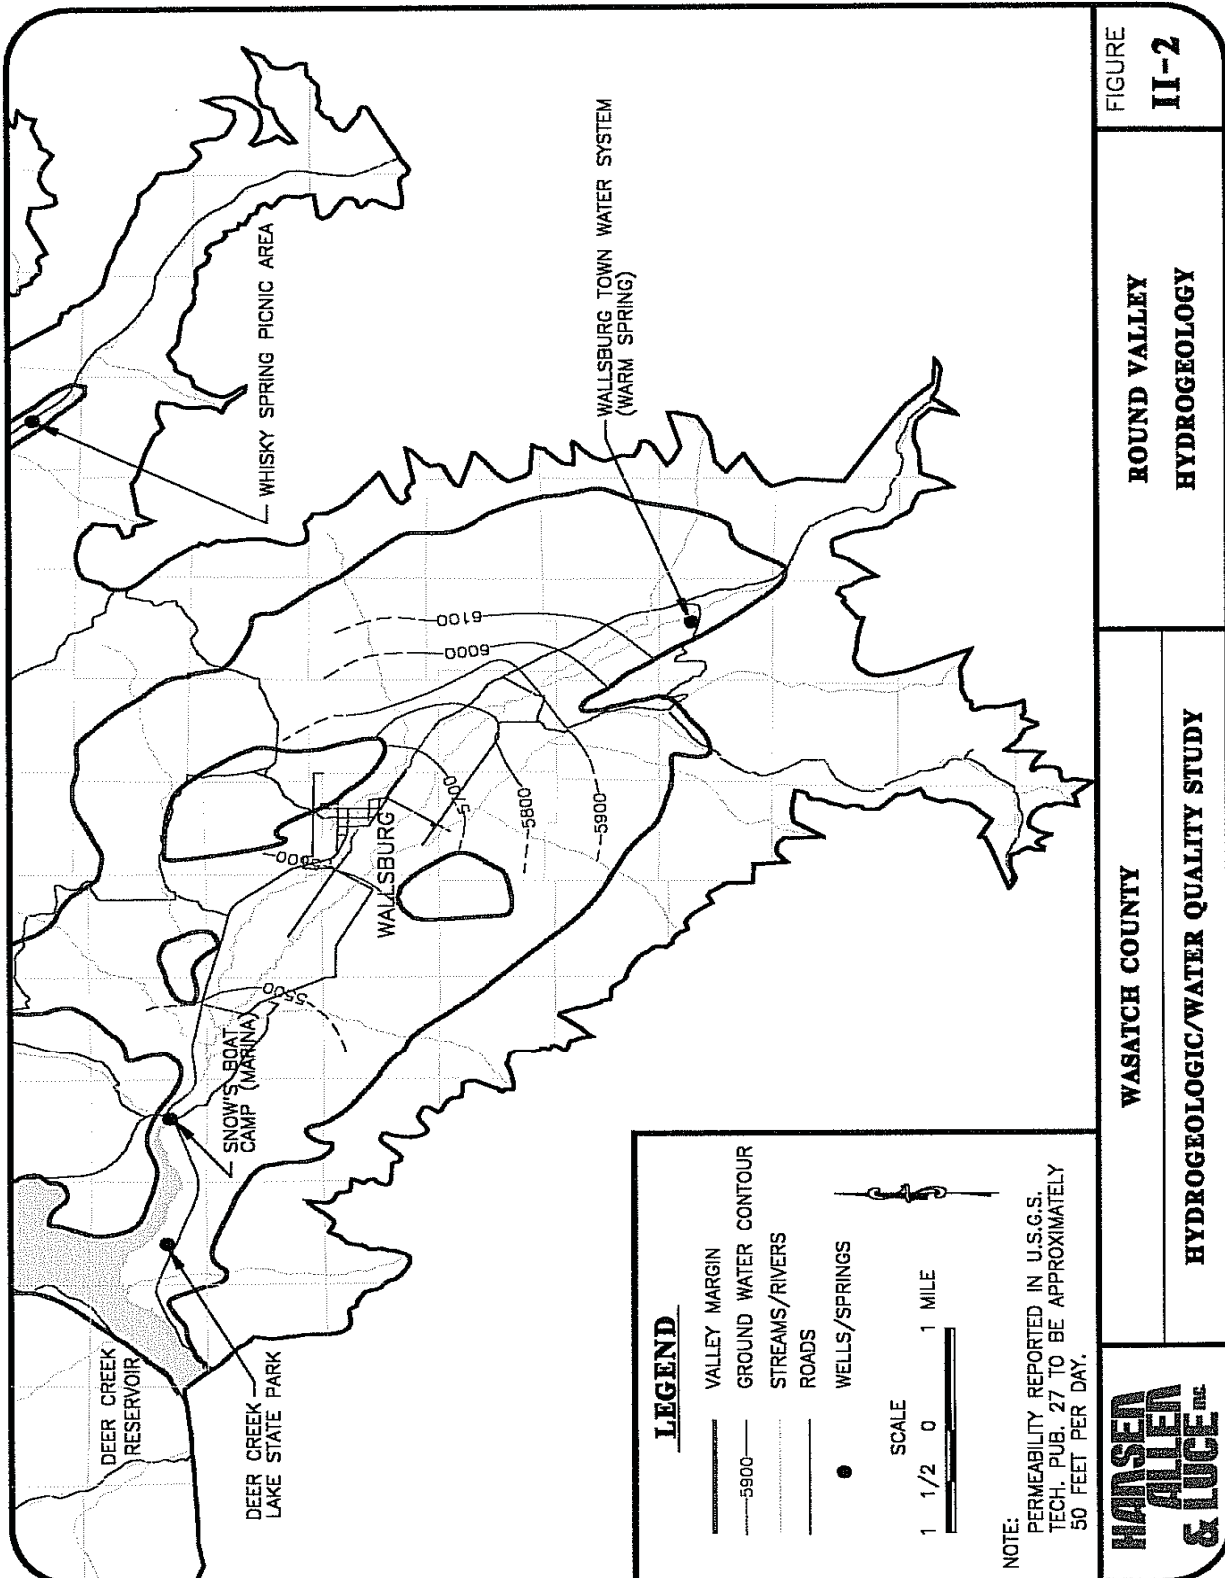 DEER CREEK
RESERVOIR
DEER CREEK
LAKE STATE PARK
SNOW'S BOAT
CAMP (MARINA)
WHISKY SPRING PICNIC AREA
WALLSBURG TOWN WATER SYSTEM
(WARM SPRING)
WALLSBURG
5500
5600
5700
5800
5900
6000
6100
LEGEND
VALLEY MARGIN
5900 GROUND WATER CONTOUR
STREAMS/RIVERS
ROADS
WELLS/SPRINGS
SCALE
1 1/2 0 1 MILE
NOTE:
PERMEABILITY REPORTED IN U.S.G.S.
TECH. PUB. 27 TO BE APPROXIMATELY
50 FEET PER DAY.
HANSEN
ALLEN
& LUCE INC.
WASATCH COUNTY
HYDROGEOLOGIC/WATER QUALITY STUDY
ROUND VALLEY
HYDROGEOLOGY
FIGURE
II-2